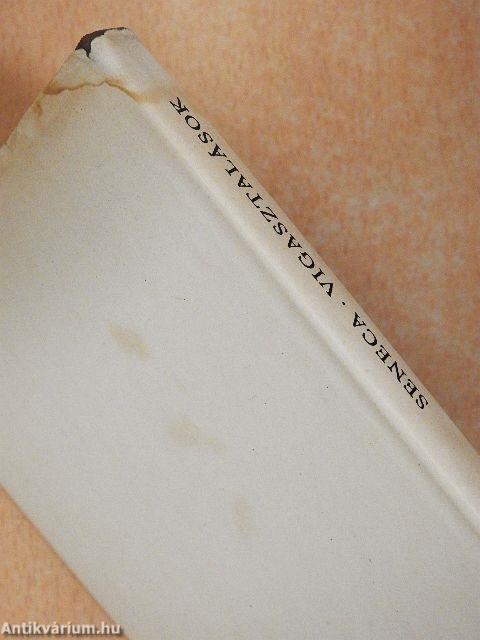 SENECA · VIGASZTALÁSOK
Antikvárium.hu